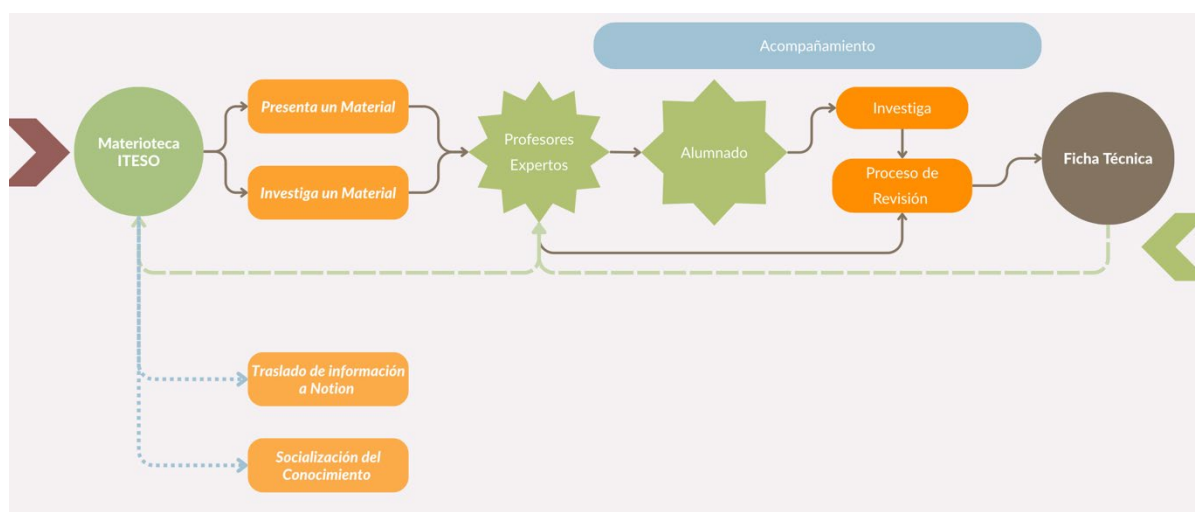 Acompañamiento
Materioteca
ITESO
Presenta un Material
Investiga un Material
Profesores
Expertos
Alumnado
Investiga
Proceso de
Revisión
Ficha Técnica
Traslado de información
a Notion
Socialización del
Conocimiento